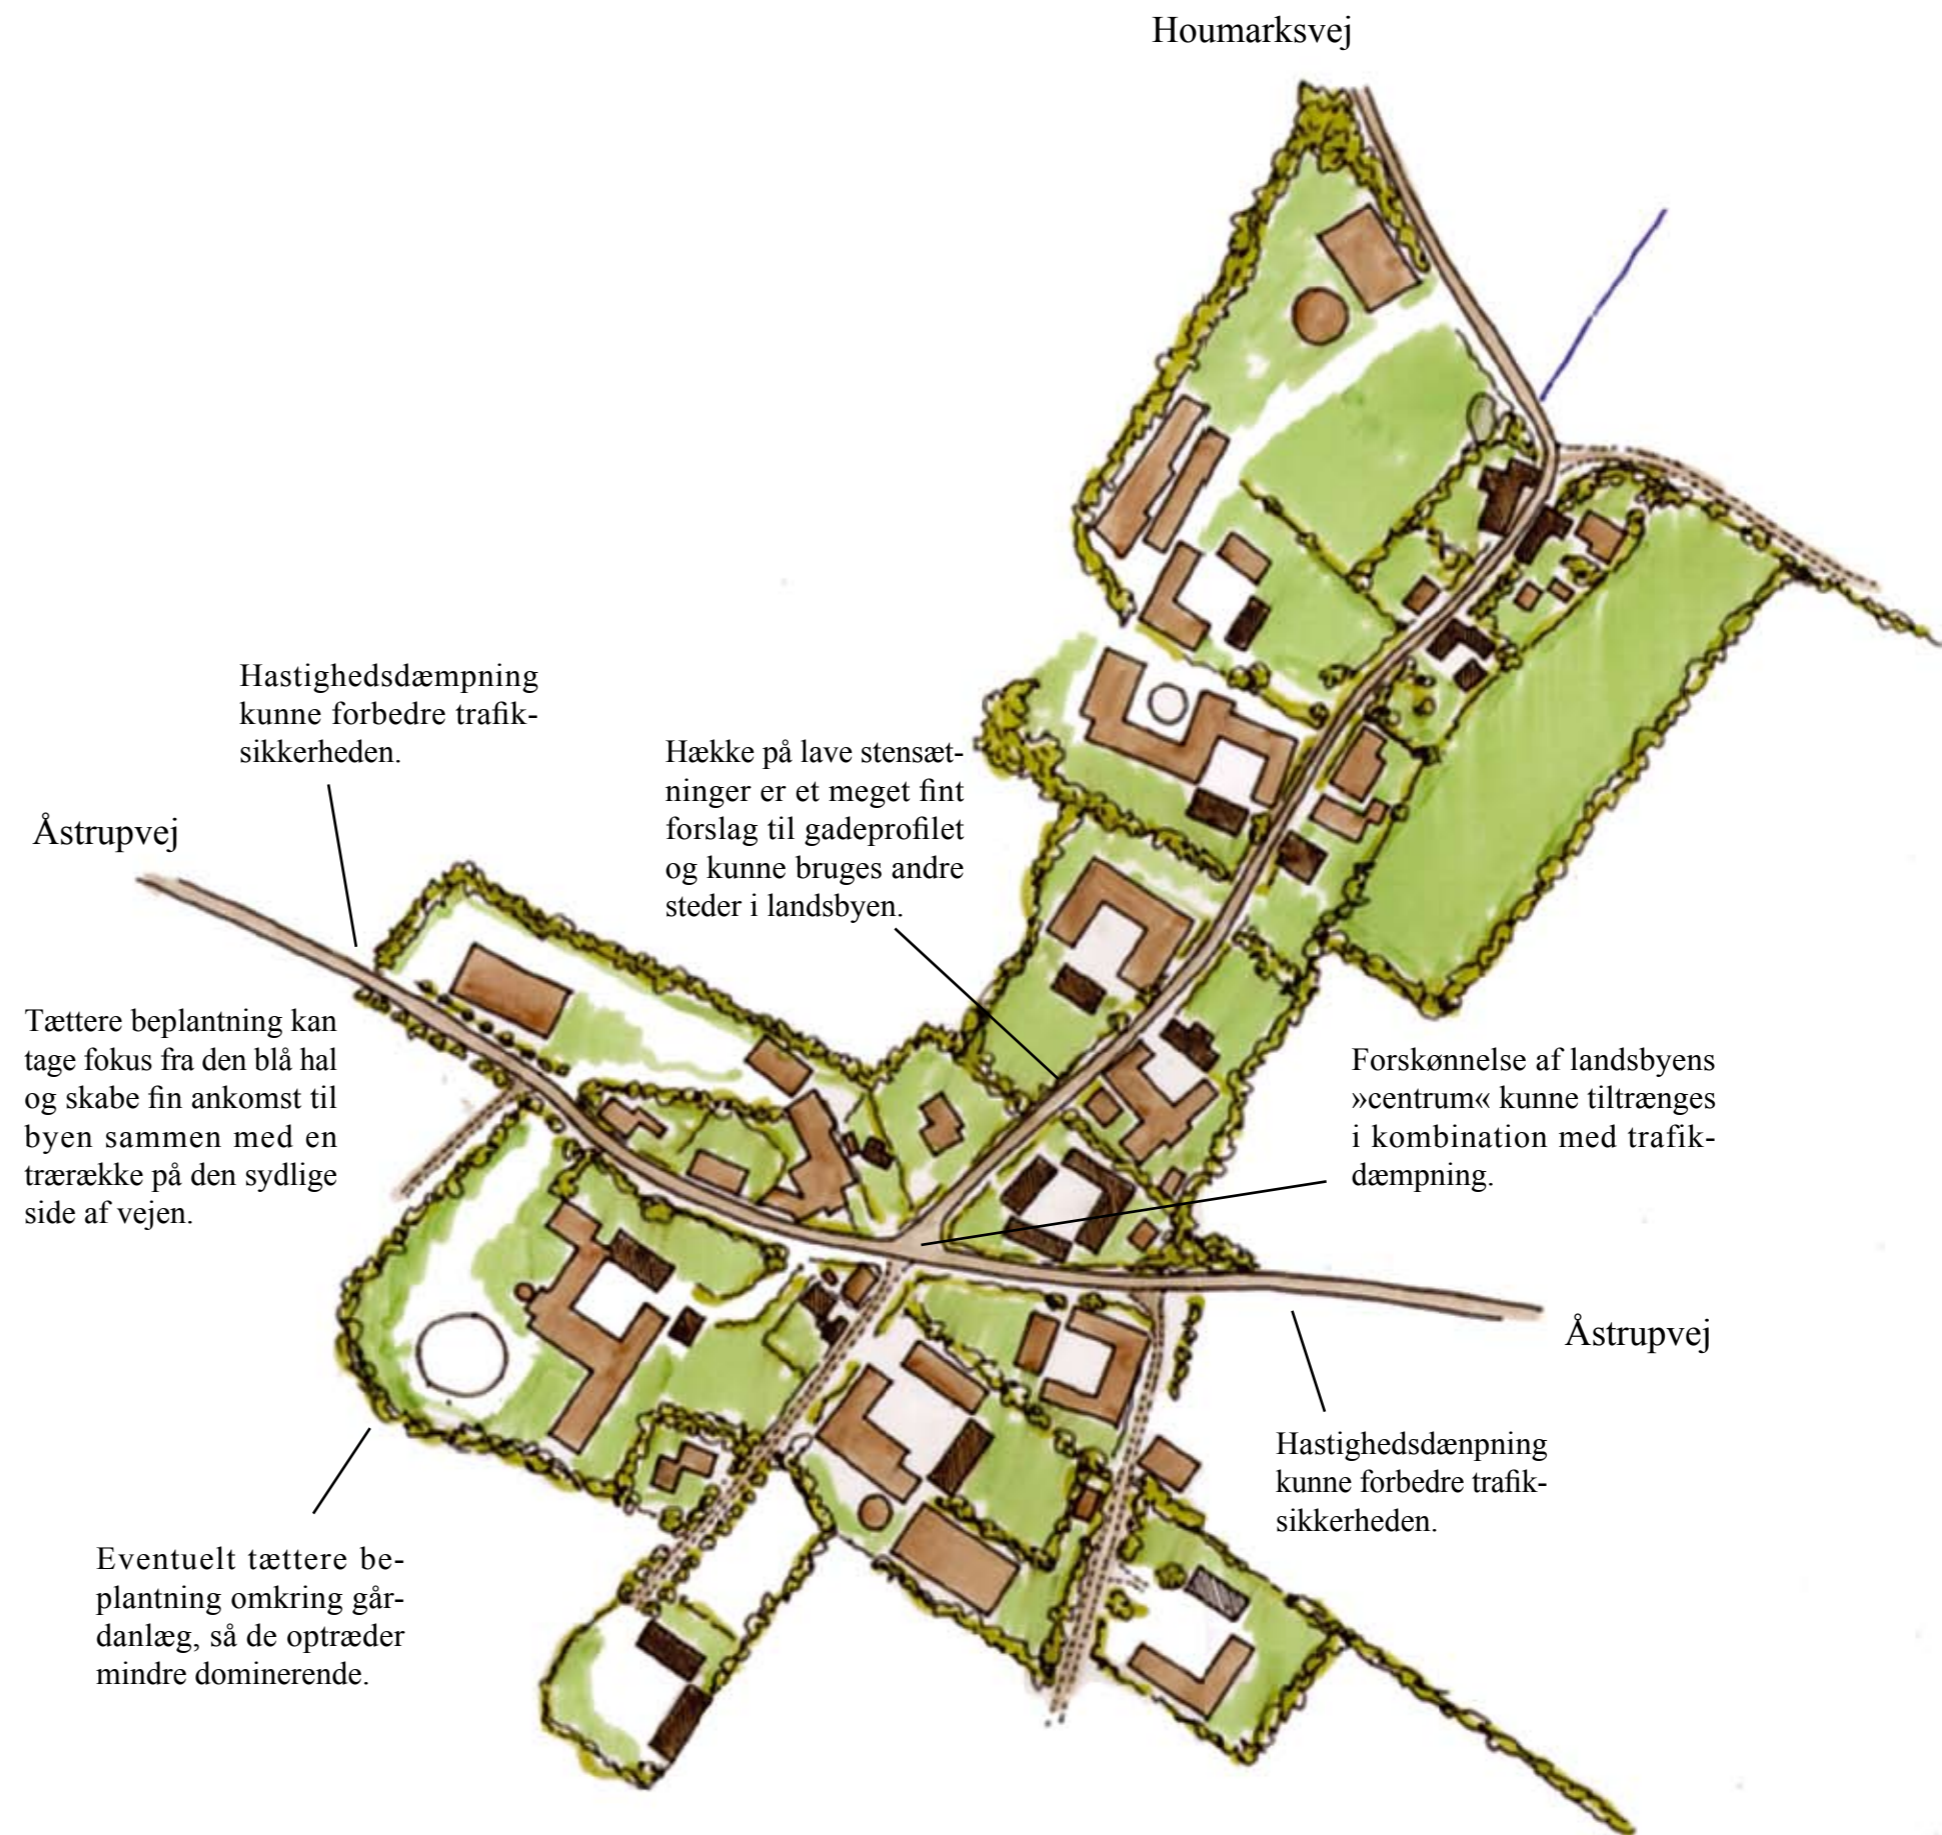 Houmarksvej
Hastighedsdæmpning
kunne forbedre trafik-
sikkerheden.
Hække på lave stensæt-
ninger er et meget fint
forslag til gadeprofilet
og kunne bruges andre
steder i landsbyen.
Åstrupvej
Tættere beplantning kan
tage fokus fra den blå hal
og skabe fin ankomst til
byen sammen med en
trærække på den sydlige
side af vejen.
Forskønnelse af landsbyens
»centrum« kunne tiltrænges
i kombination med trafik-
dæmpning.
Åstrupvej
Hastighedsdænpning
kunne forbedre trafik-
sikkerheden.
Eventuelt tættere be-
plantning omkring går-
danlæg, så de optræder
mindre dominerende.